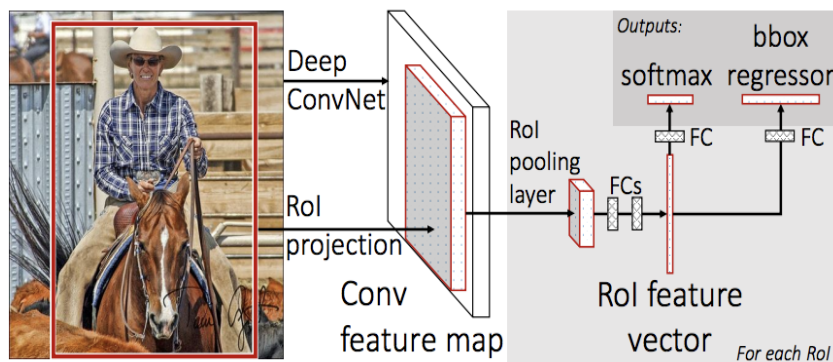 Deep
ConvNet
RoI
projection
Conv
feature map
RoI
pooling
layer
FCs
RoI feature
vector
Outputs:
softmax
bbox
regressor
FC
FC
For each RoI